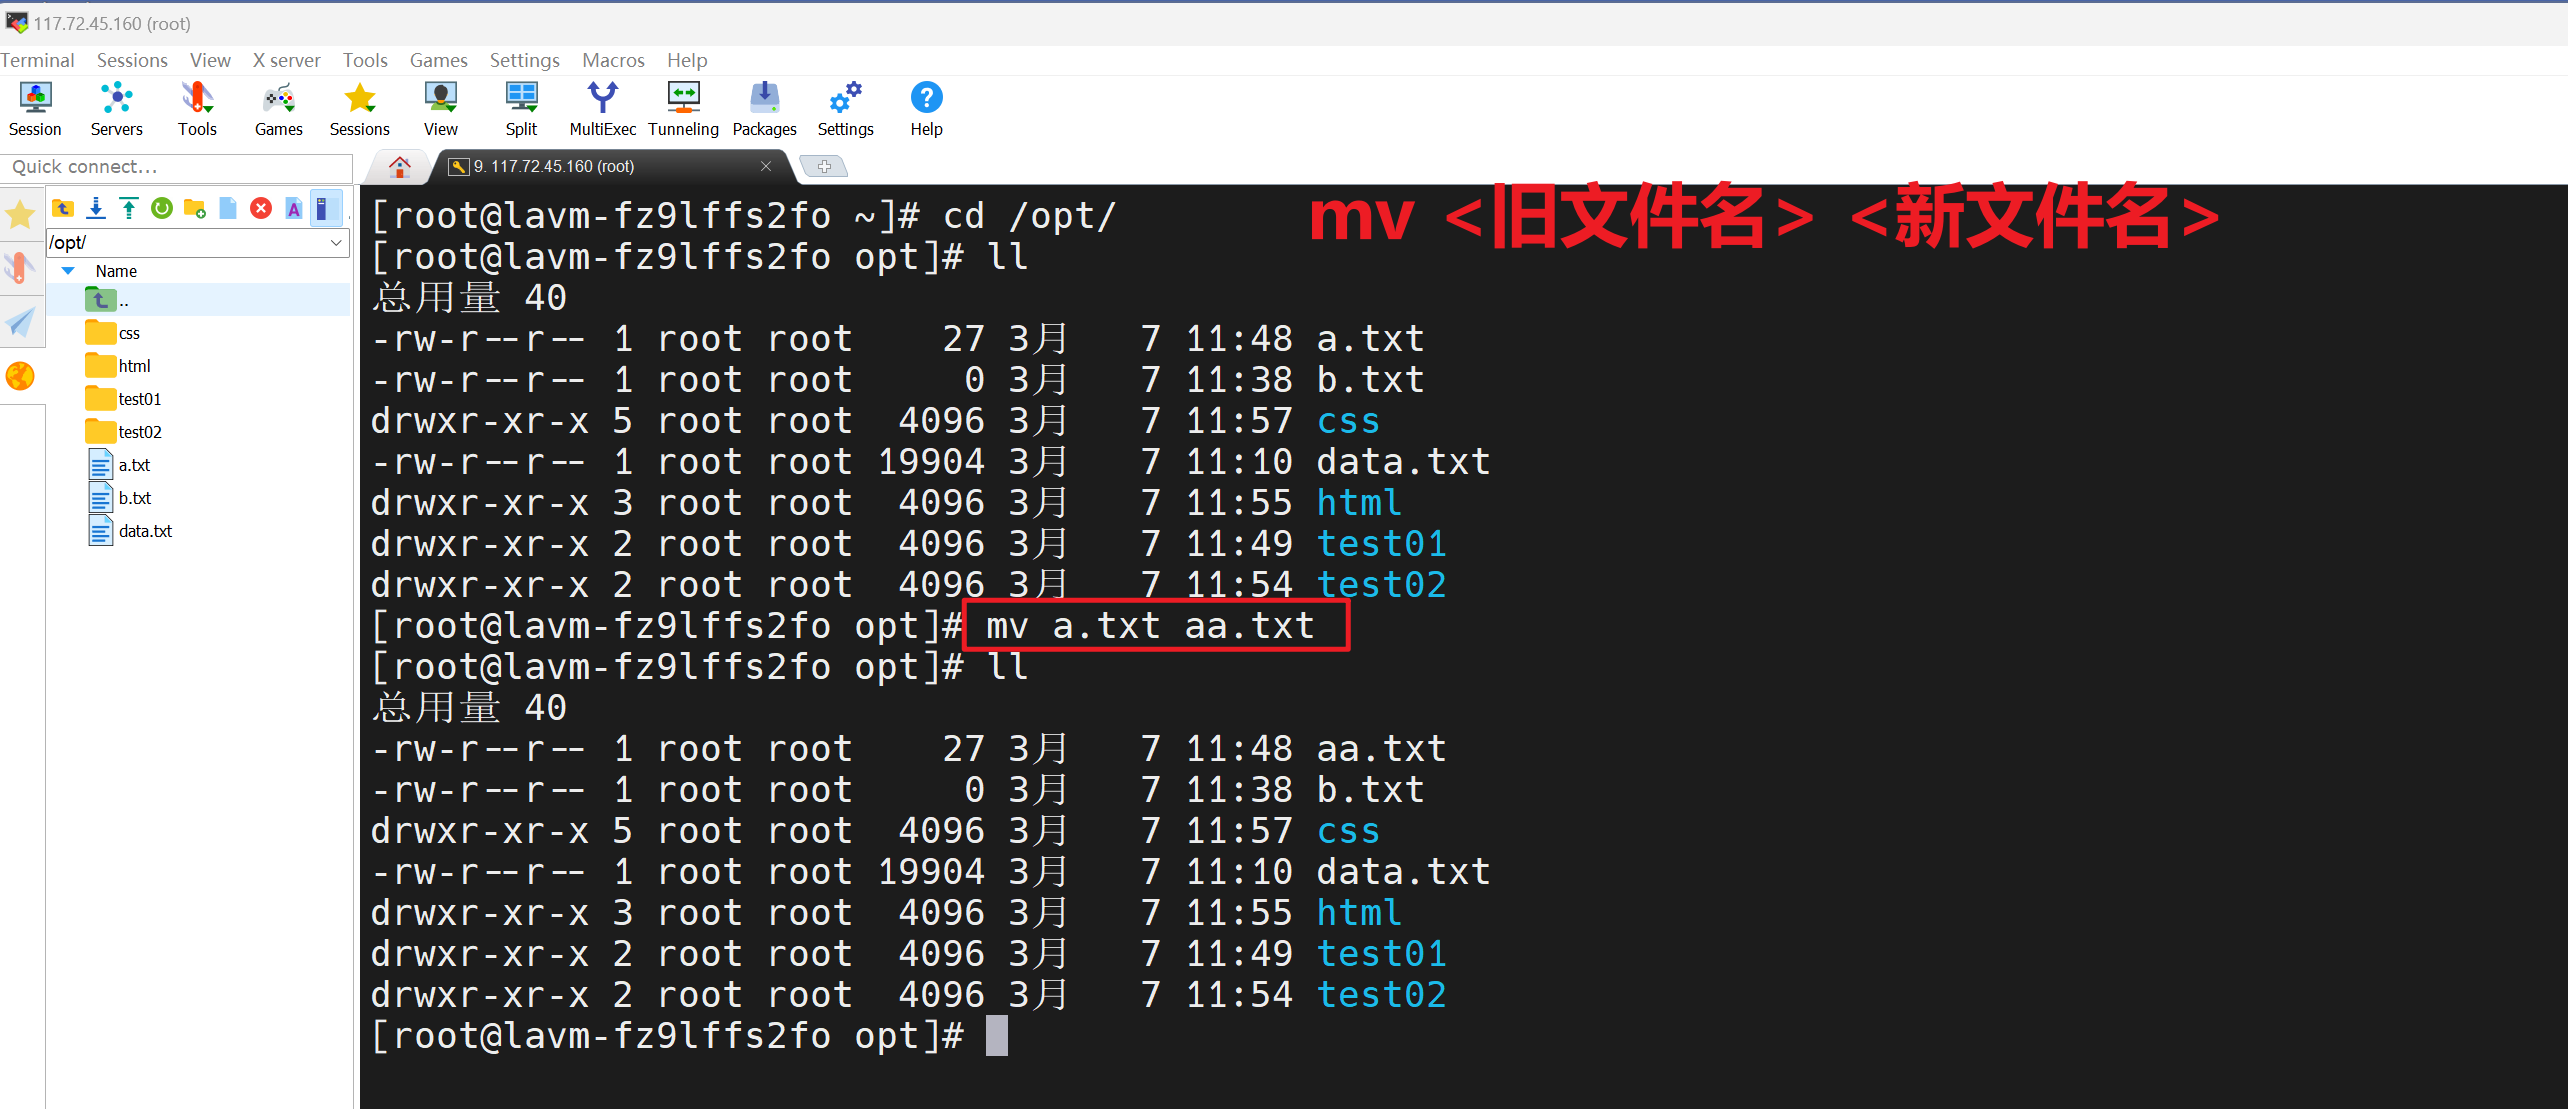 117.72.45.160 (root)
Terminal Sessions View X server Tools Games Settings Macros Help
Session Servers Tools Games Sessions View Split MultiExec Tunneling Packages Settings Help
Quick connect...
9. 117.72.45.160 (root)
/opt/
Name
..
css
html
test01
test02
a.txt
b.txt
data.txt
mv <旧文件名> <新文件名>
[root@lavm-fz9lffs2fo ~]# cd /opt/
[root@lavm-fz9lffs2fo opt]# ll
总用量 40
-rw-r--r-- 1 root root    27 3月   7 11:48 a.txt
-rw-r--r-- 1 root root     0 3月   7 11:38 b.txt
drwxr-xr-x 5 root root  4096 3月   7 11:57 css
-rw-r--r-- 1 root root 19904 3月   7 11:10 data.txt
drwxr-xr-x 3 root root  4096 3月   7 11:55 html
drwxr-xr-x 2 root root  4096 3月   7 11:49 test01
drwxr-xr-x 2 root root  4096 3月   7 11:54 test02
[root@lavm-fz9lffs2fo opt]# mv a.txt aa.txt
[root@lavm-fz9lffs2fo opt]# ll
总用量 40
-rw-r--r-- 1 root root    27 3月   7 11:48 aa.txt
-rw-r--r-- 1 root root     0 3月   7 11:38 b.txt
drwxr-xr-x 5 root root  4096 3月   7 11:57 css
-rw-r--r-- 1 root root 19904 3月   7 11:10 data.txt
drwxr-xr-x 3 root root  4096 3月   7 11:55 html
drwxr-xr-x 2 root root  4096 3月   7 11:49 test01
drwxr-xr-x 2 root root  4096 3月   7 11:54 test02
[root@lavm-fz9lffs2fo opt]#